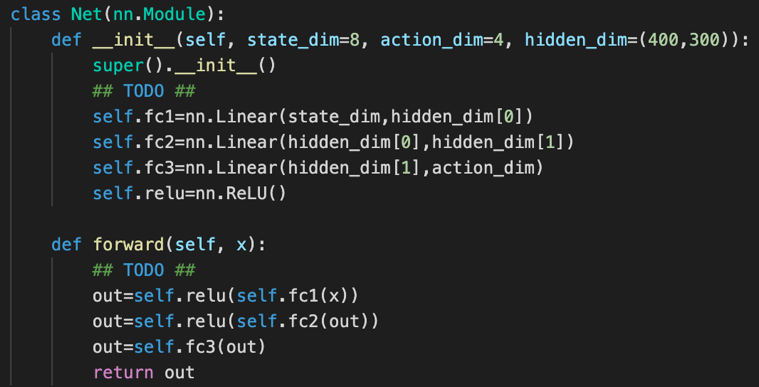 class Net(nn.Module):
    def __init__(self, state_dim=8, action_dim=4, hidden_dim=(400,300)):
        super().__init__()
        ## TODO ##
        self.fc1=nn.Linear(state_dim,hidden_dim[0])
        self.fc2=nn.Linear(hidden_dim[0],hidden_dim[1])
        self.fc3=nn.Linear(hidden_dim[1],action_dim)
        self.relu=nn.ReLU()

    def forward(self, x):
        ## TODO ##
        out=self.relu(self.fc1(x))
        out=self.relu(self.fc2(out))
        out=self.fc3(out)
        return out